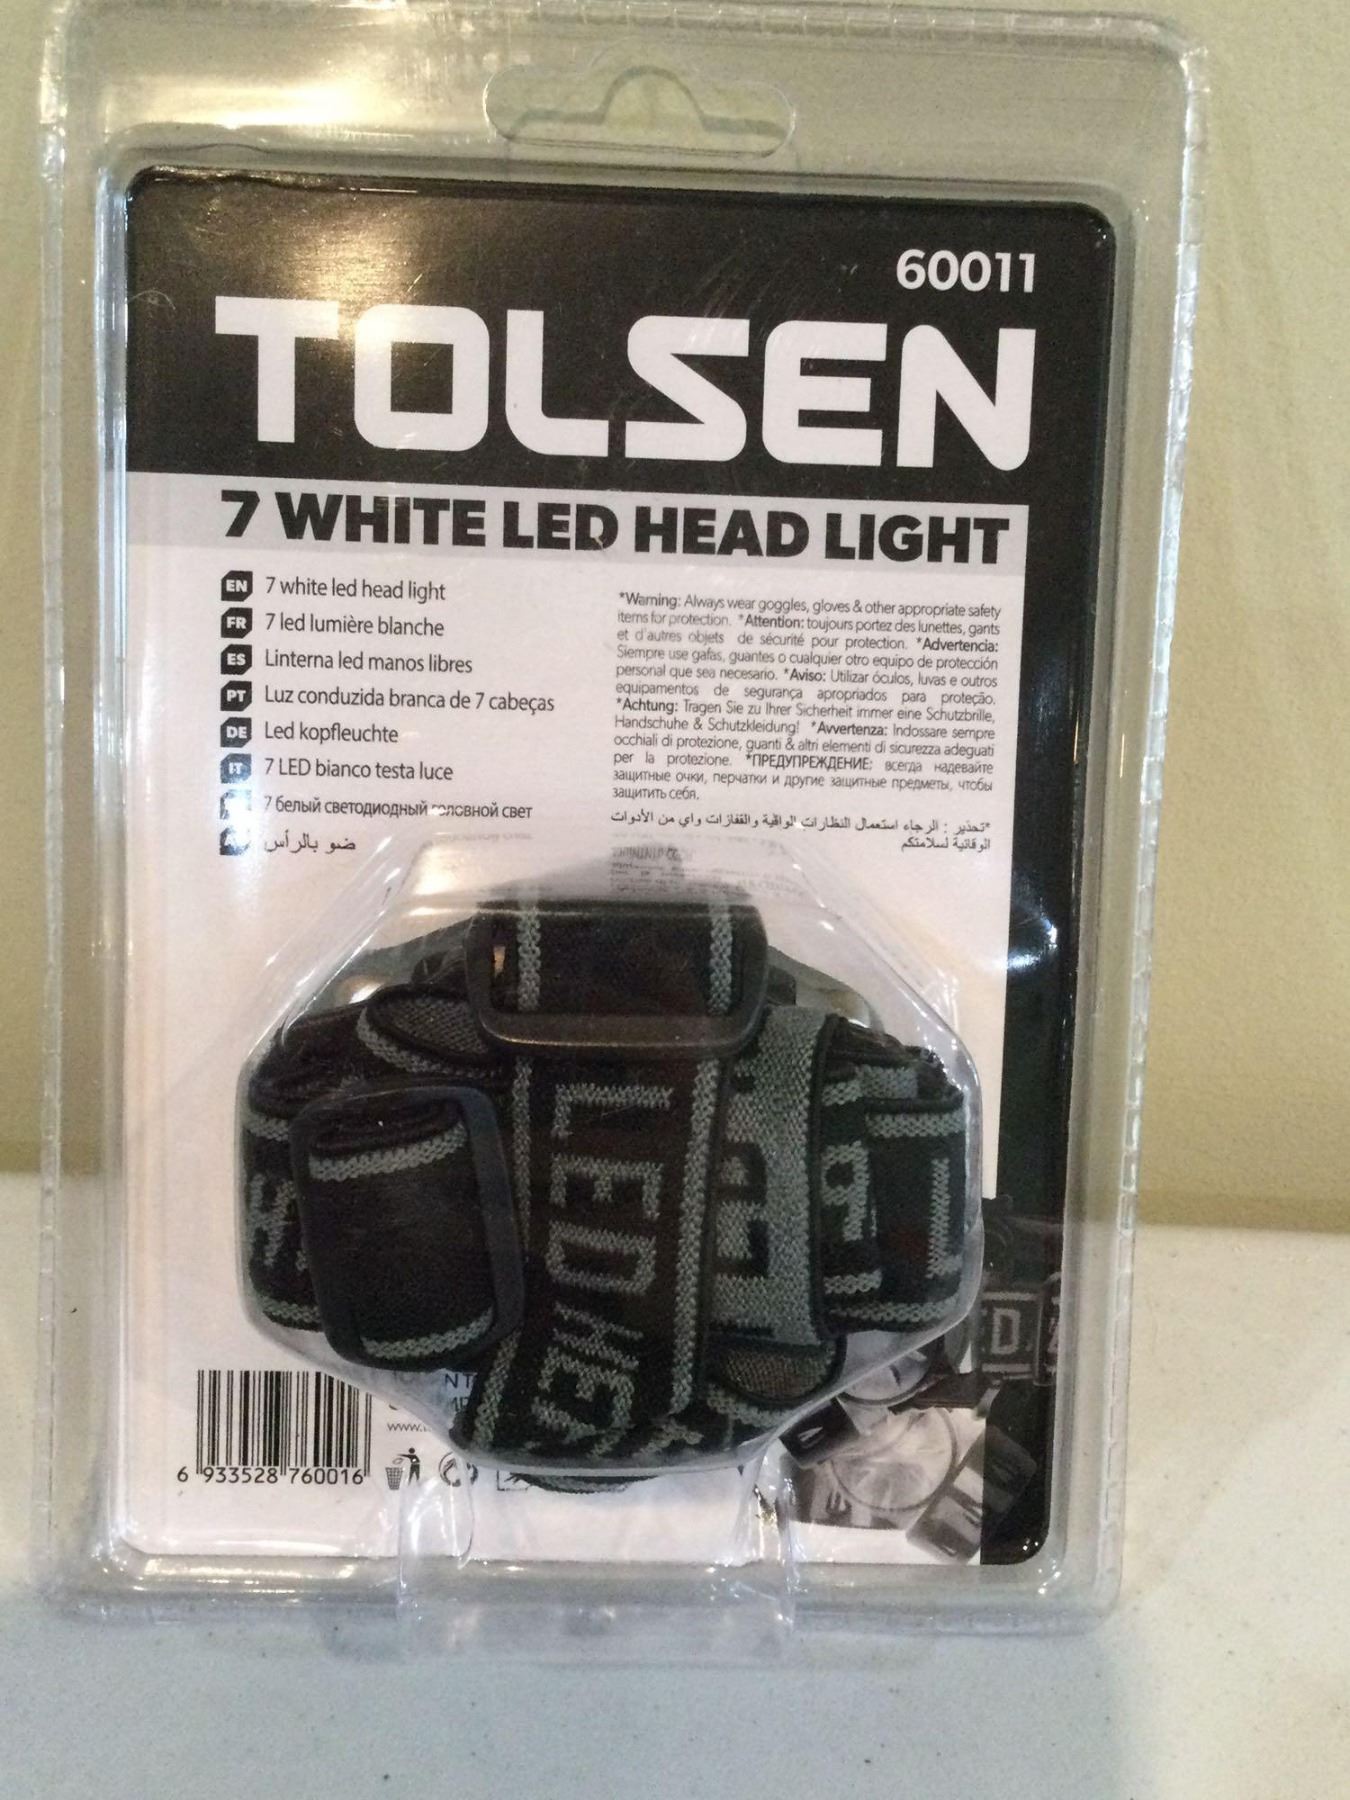 60011
TOLSEN
7 WHITE LED HEAD LIGHT
EN 7 white led head light
FR 7 led lumière blanche
ES Linterna led manos libres
PT Luz conduzida branca de 7 cabeças
DE Led kopfleuchte
IT 7 LED bianco testa luce
7 белый светодиодный головной свет
ضو بالرأس
*Warning: Always wear goggles, gloves & other appropriate safety
items for protection. *Attention: toujours portez des lunettes, gants
et d'autres objets de sécurité pour protection. *Advertencia:
Siempre use gafas, guantes o cualquier otro equipo de protección
personal que sea necesario. *Aviso: Utilizar óculos, luvas e outros
equipamentos de segurança apropriados para proteção.
*Achtung: Tragen Sie zu Ihrer Sicherheit immer eine Schutzbrille,
Handschuhe & Schutzkleidung! *Avvertenza: Indossare sempre
occhiali di protezione, guanti & altri elementi di sicurezza adeguati
per la protezione. *ПРЕДУПРЕЖДЕНИЕ: всегда надевайте
защитные очки, перчатки и другие защитные предметы, чтобы
защитить себя.
*تحذير : الرجاء استعمال النظارات الواقية والقفازات واي من الأدوات
الوقائية لسلامتكم
LED HE
6 933528 760016
www.